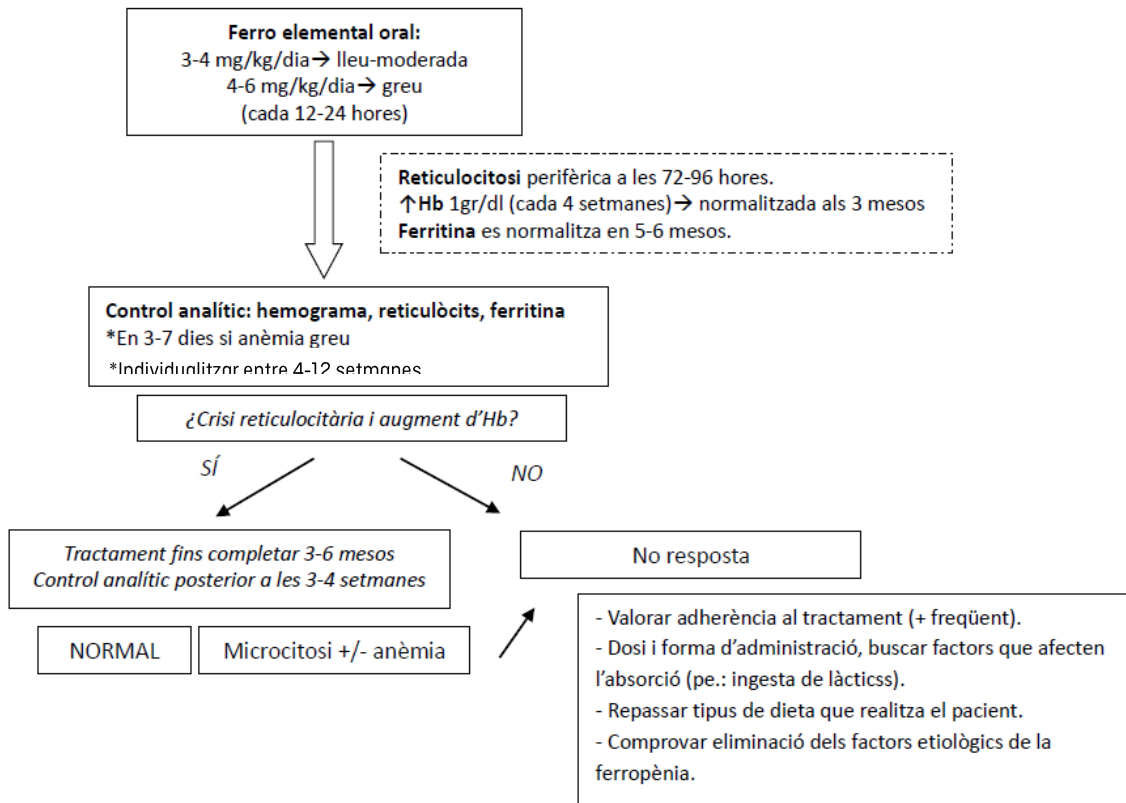 Ferro elemental oral:
3-4 mg/kg/dia→ lleu-moderada
4-6 mg/kg/dia→ greu
(cada 12-24 hores)
Reticulocitosi perifèrica a les 72-96 hores.
↑Hb 1gr/dl (cada 4 setmanes)→ normalitzada als 3 mesos
Ferritina es normalitza en 5-6 mesos.
Control analític: hemograma, reticulòcits, ferritina
*En 3-7 dies si anèmia greu
*Individualitzar entre 4-12 setmanes
¿Crisi reticulocitària i augment d'Hb?
SÍ
NO
Tractament fins completar 3-6 mesos
Control analític posterior a les 3-4 setmanes
No resposta
NORMAL
Microcitosi +/- anèmia
- Valorar adherència al tractament (+ freqüent).
- Dosi i forma d'administració, buscar factors que afecten
l'absorció (pe.: ingesta de làcticss).
- Repassar tipus de dieta que realitza el pacient.
- Comprovar eliminació dels factors etiològics de la
ferropènia.